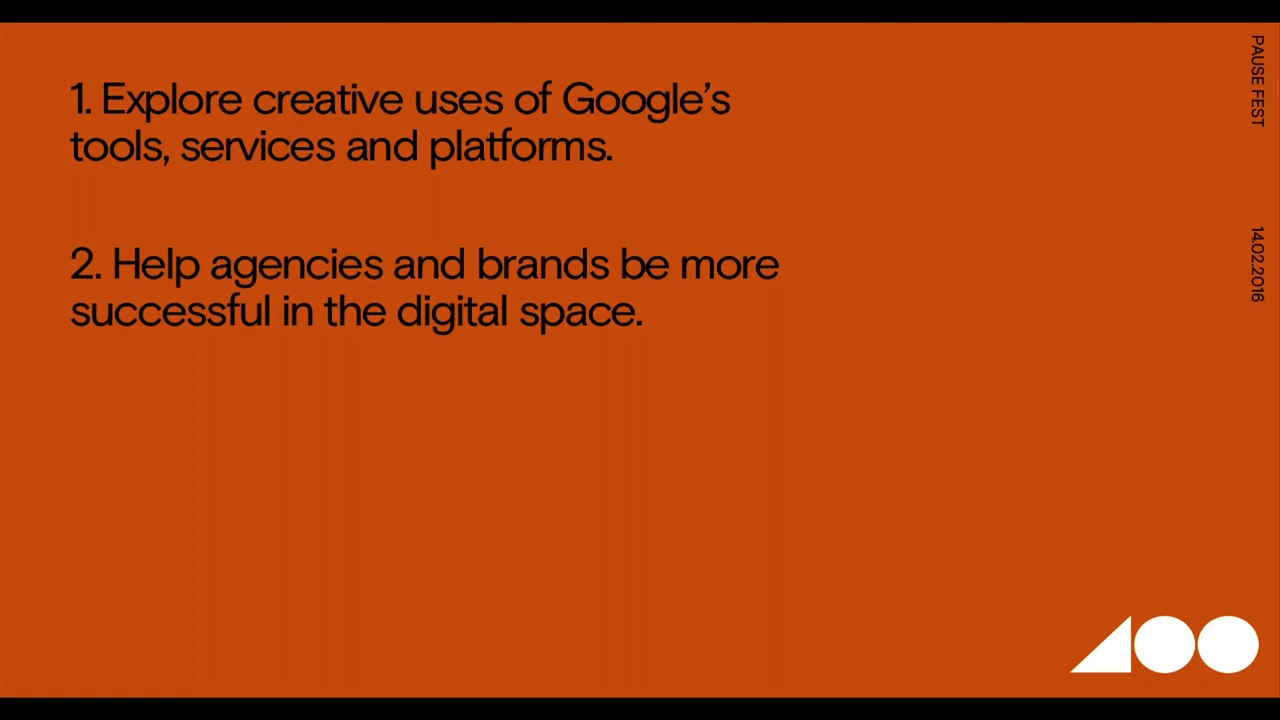 1. Explore creative uses of Google’s
tools, services and platforms.
2. Help agencies and brands be more
successful in the digital space.
PAUSE FEST
14.02.2016